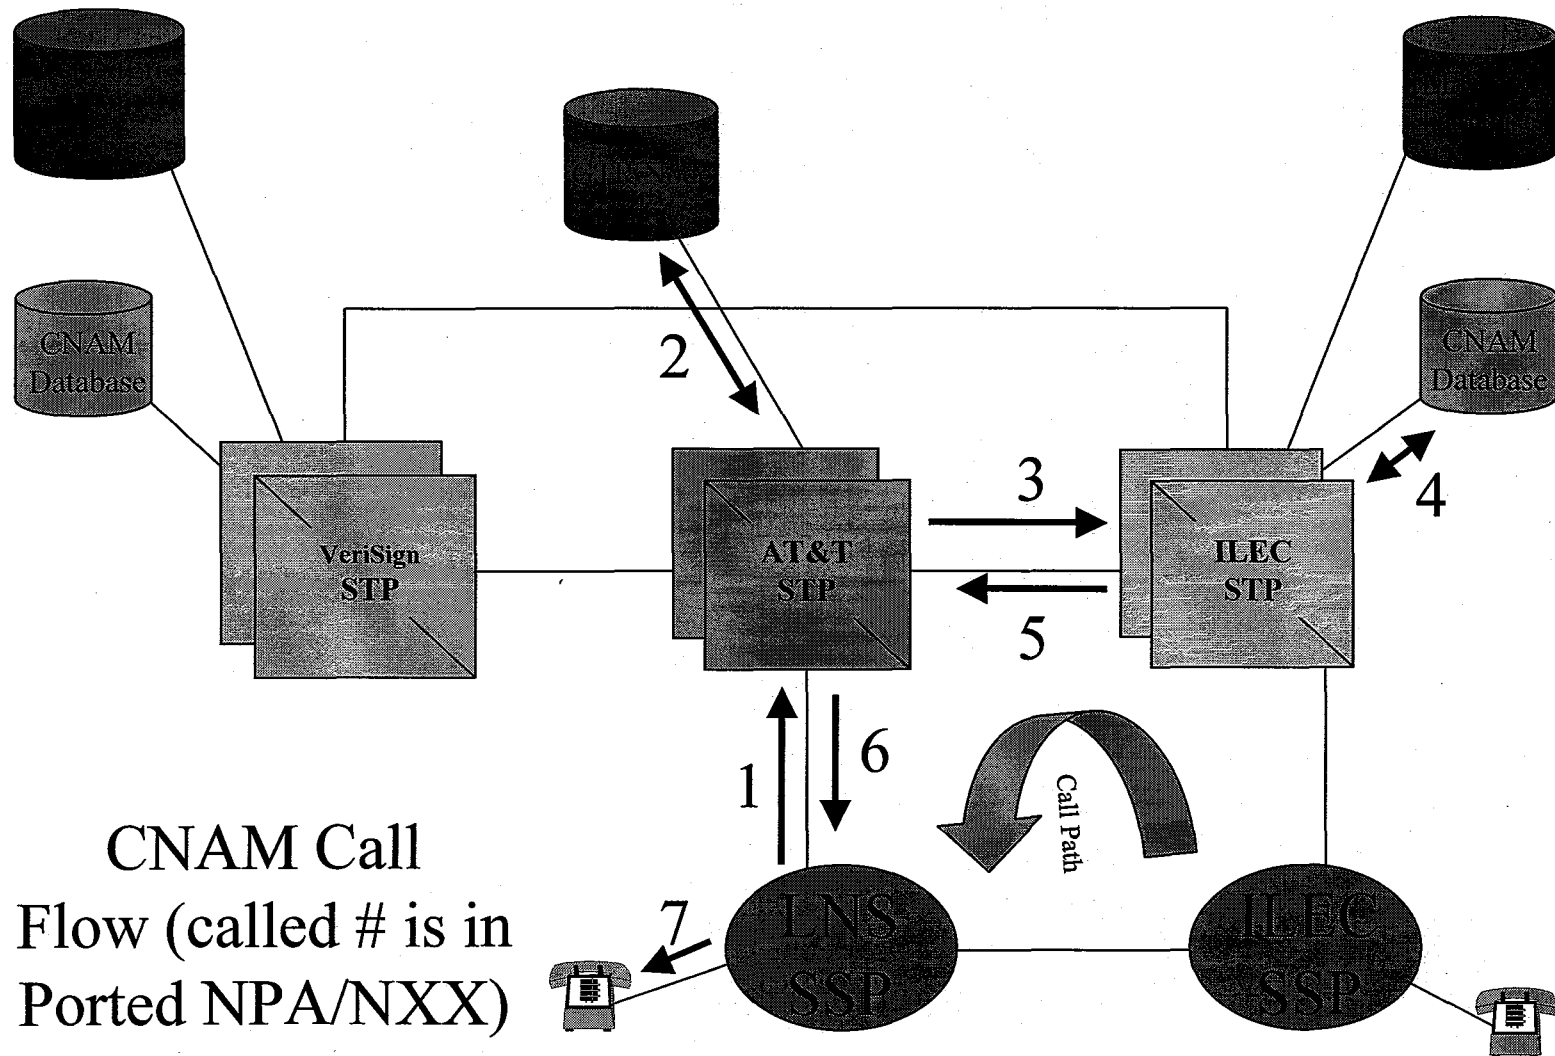 2
CNAM
Database
CNAM
Database
3
4
VeriSign
STP
AT&T
STP
ILEC
STP
5
1
6
Call Path
CNAM Call
Flow (called # is in
Ported NPA/NXX)
7
LNS
SSP
ILEC
SSP